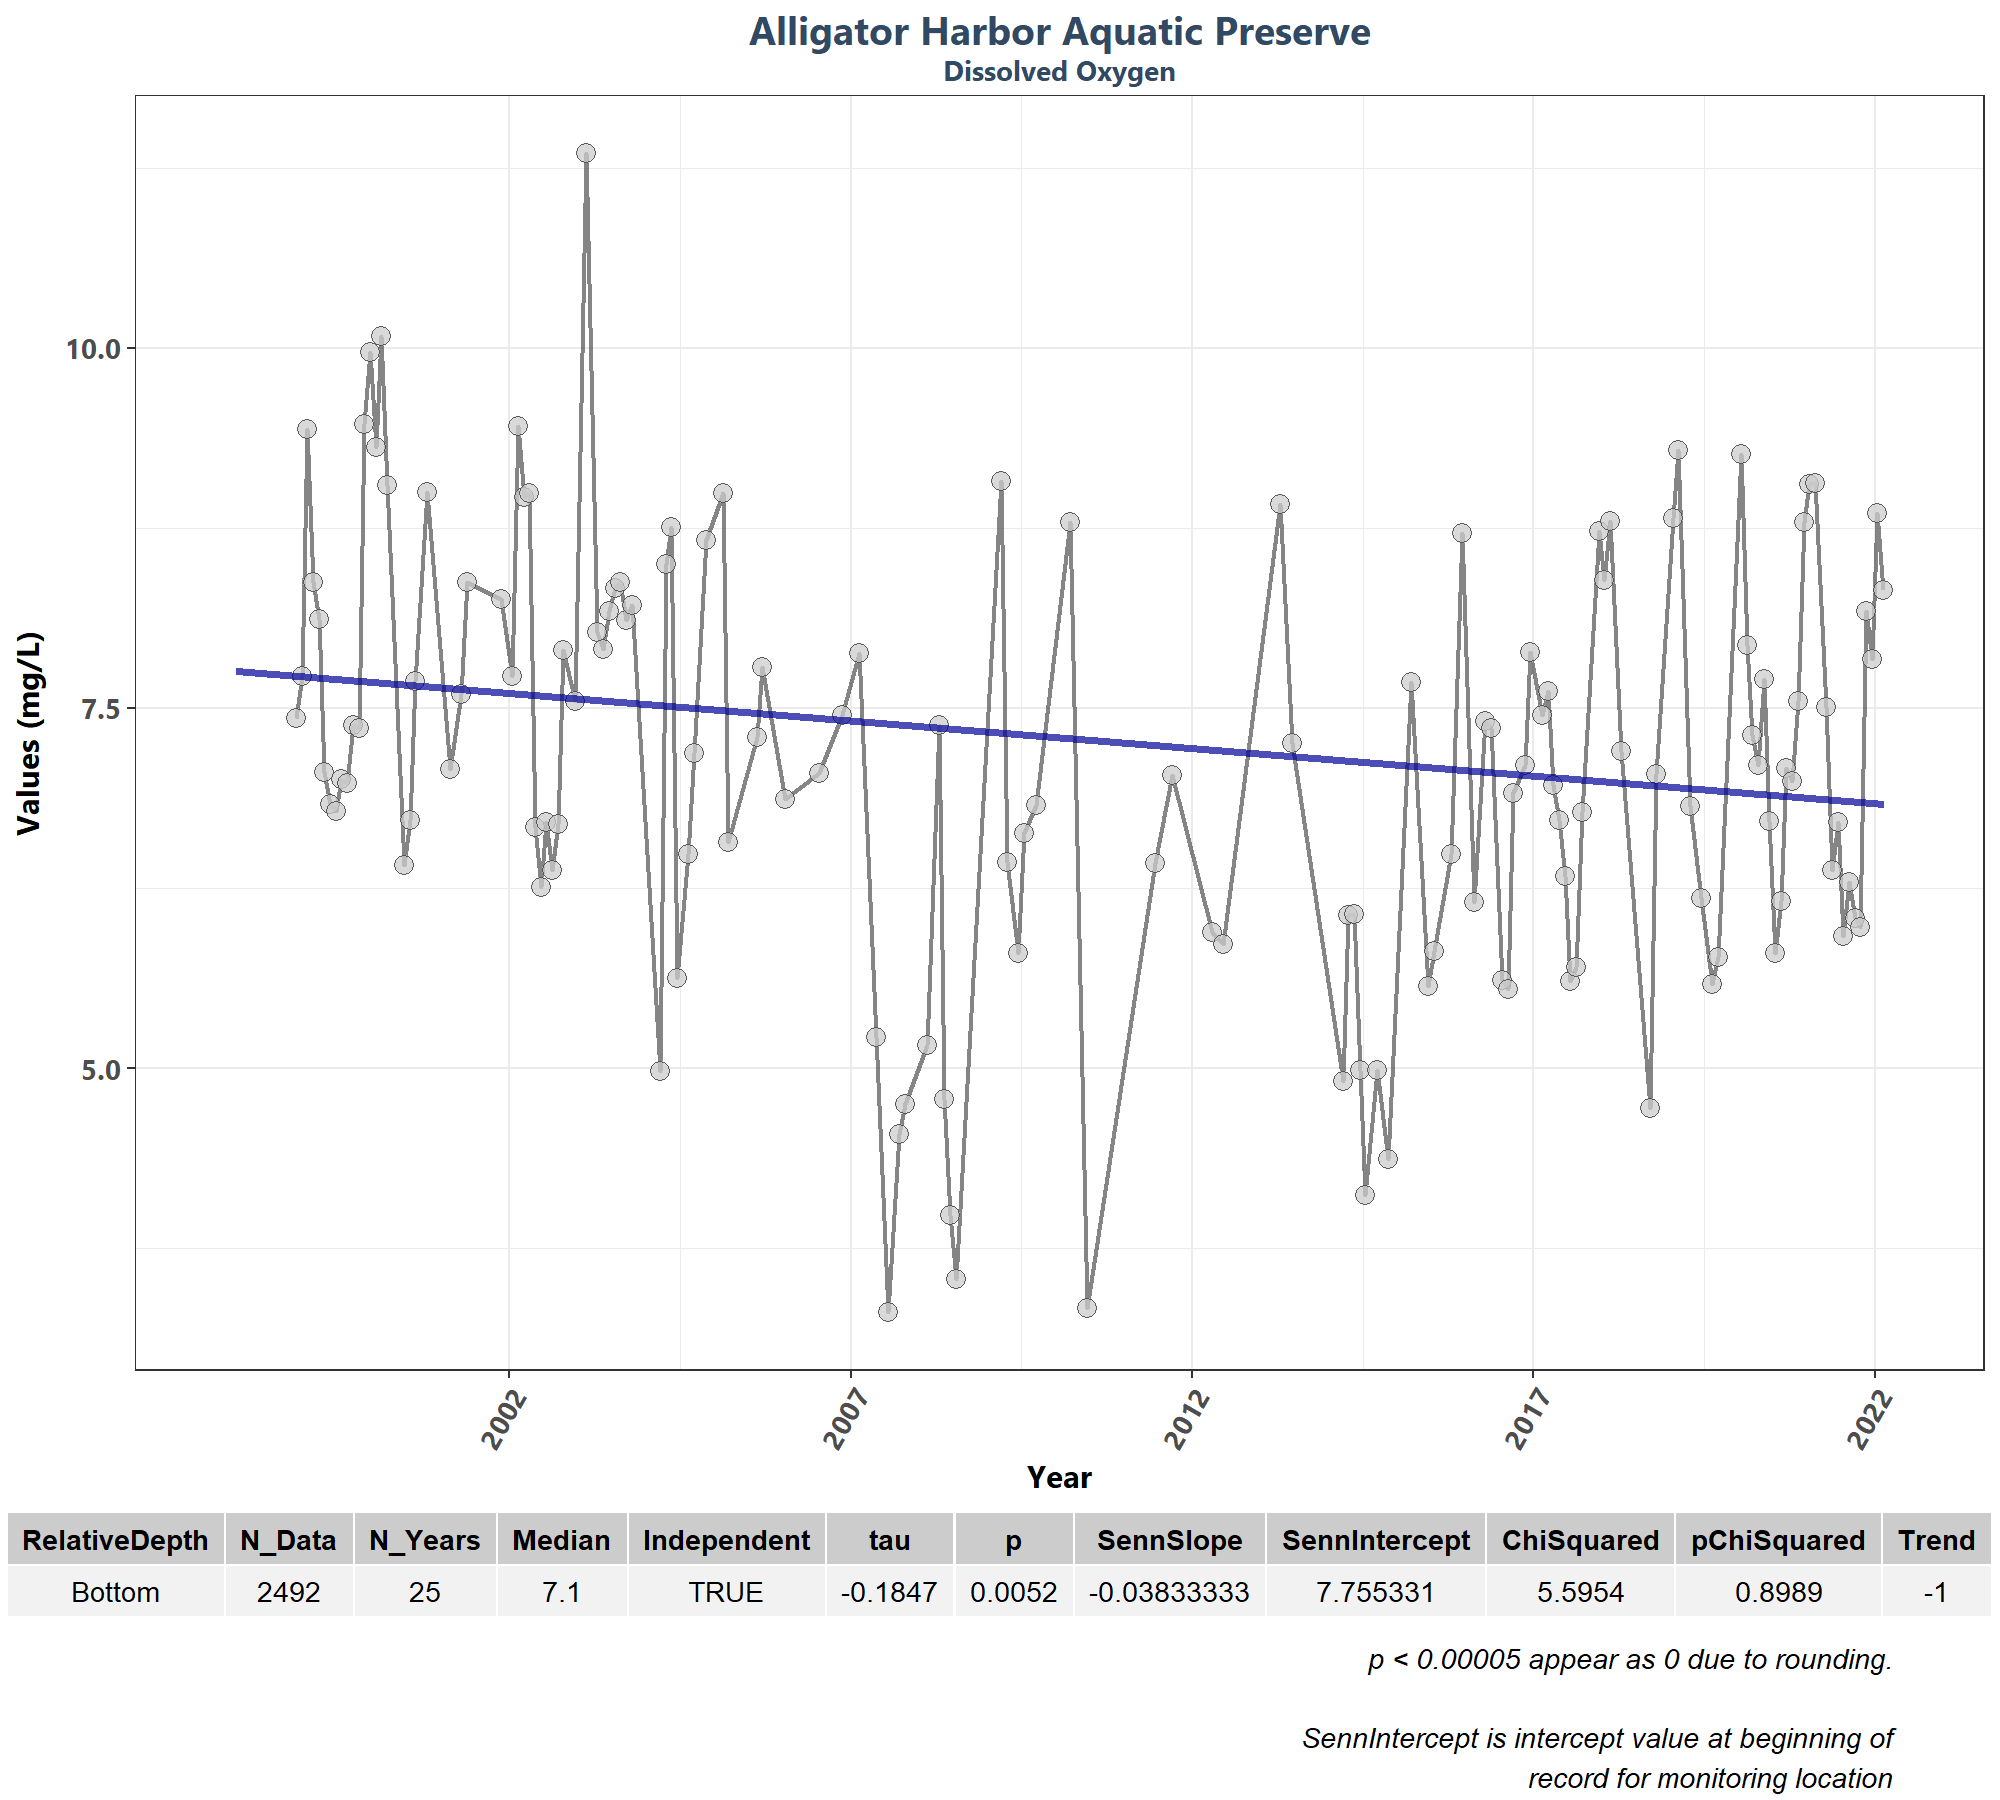 Alligator Harbor Aquatic Preserve
Dissolved Oxygen
Values (mg/L)
10.0
7.5
5.0
2002 2007 2012 2017 2022
Year
RelativeDepth N_Data N_Years Median Independent tau p SennSlope SennIntercept ChiSquared pChiSquared Trend
Bottom 2492 25 7.1 TRUE -0.1847 0.0052 -0.03833333 7.755331 5.5954 0.8989 -1
p < 0.00005 appear as 0 due to rounding.
SennIntercept is intercept value at beginning of
record for monitoring location